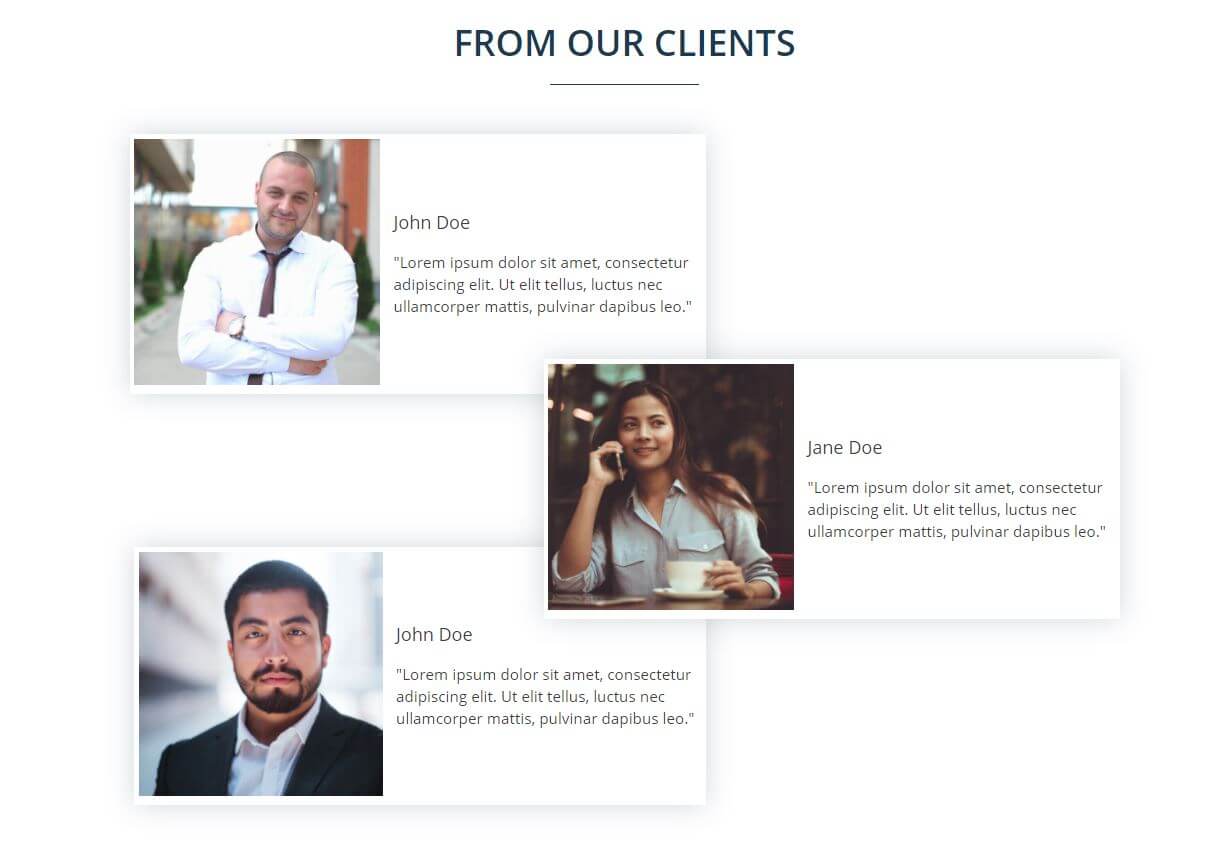 FROM OUR CLIENTS
John Doe
"Lorem ipsum dolor sit amet, consectetur
adipiscing elit. Ut elit tellus, luctus nec
ullamcorper mattis, pulvinar dapibus leo."
Jane Doe
"Lorem ipsum dolor sit amet, consectetur
adipiscing elit. Ut elit tellus, luctus nec
ullamcorper mattis, pulvinar dapibus leo."
John Doe
"Lorem ipsum dolor sit amet, consectetur
adipiscing elit. Ut elit tellus, luctus nec
ullamcorper mattis, pulvinar dapibus leo."